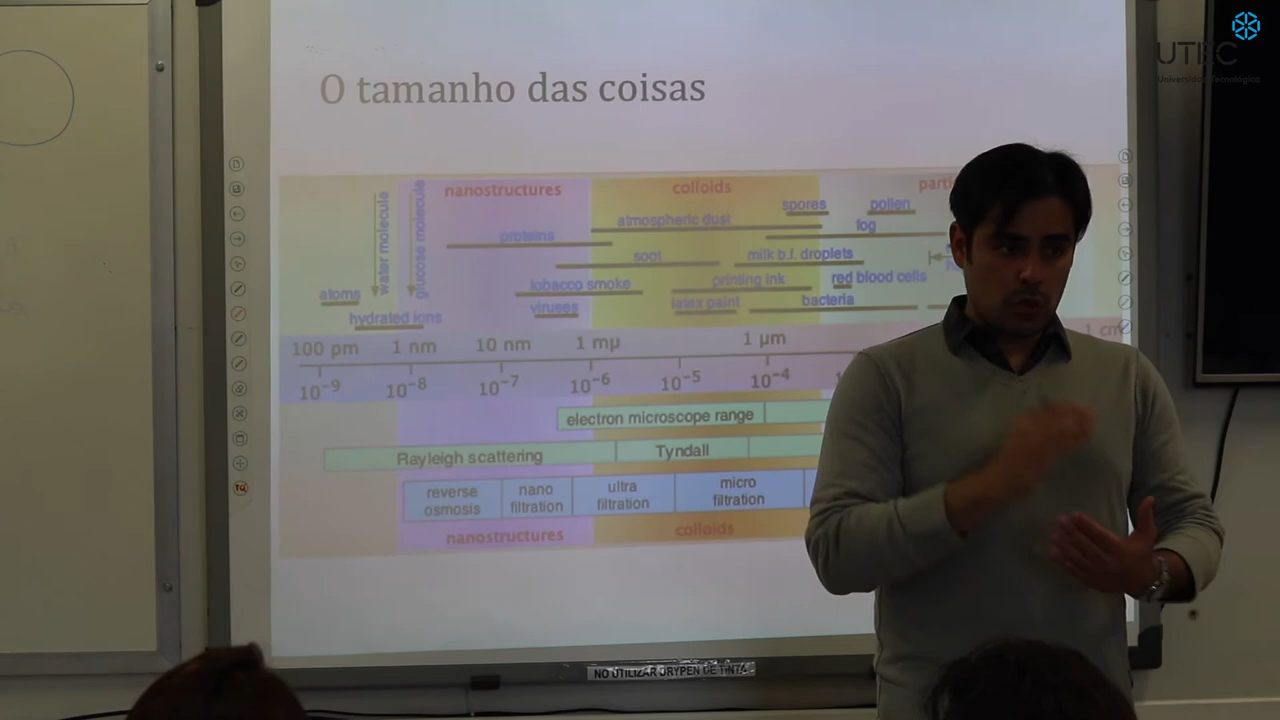 UTEC
Universidad Tecnológica
O tamanho das coisas
nanostructures
colloids
water molecule
glucose molecule
spores
pollen
atmospheric dust
fog
proteins
soot
milk b.f. droplets
tobacco smoke
printing ink
red blood cells
atoms
viruses
latex paint
bacteria
hydrated ions
100 pm 1 nm 10 nm 1 mµ 1 µm 1 cm
10⁻⁹ 10⁻⁸ 10⁻⁷ 10⁻⁶ 10⁻⁵ 10⁻⁴
electron microscope range
Rayleigh scattering
Tyndall
reverse osmosis
nano filtration
ultra filtration
micro filtration
nanostructures
colloids
NO UTILIZAR DRYPEN DE TINTA